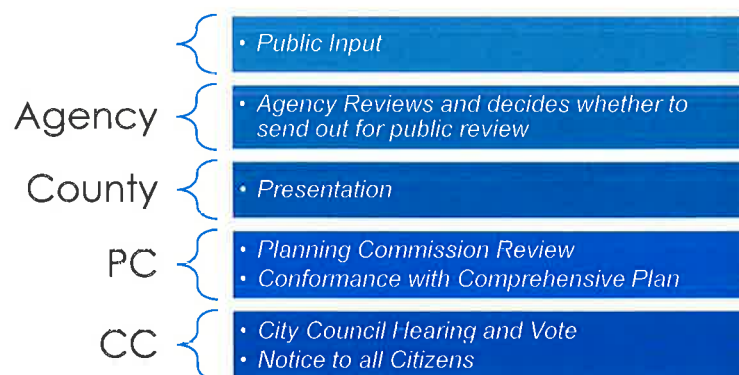 • Public Input
Agency
• Agency Reviews and decides whether to
send out for public review
County
• Presentation
PC
• Planning Commission Review
• Conformance with Comprehensive Plan
CC
• City Council Hearing and Vote
• Notice to all Citizens